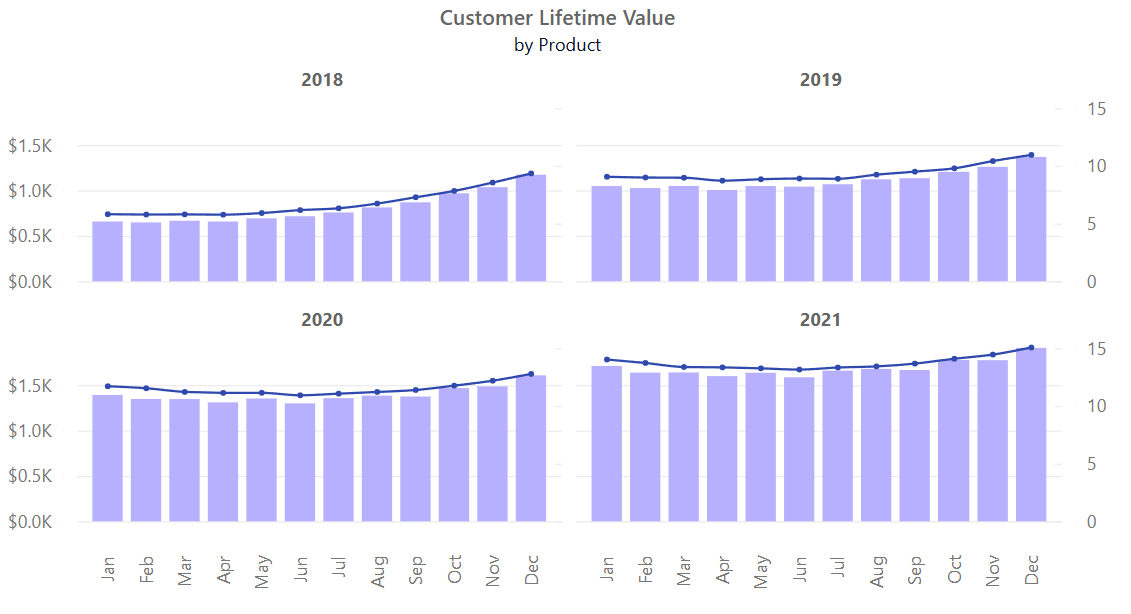 Customer Lifetime Value
by Product
2018 2019
15
$1.5K
10
$1.0K
5
$0.5K
$0.0K 0
2020 2021
15
$1.5K
10
$1.0K
5
$0.5K
$0.0K 0
Jan Feb Mar Apr May Jun Jul Aug Sep Oct Nov Dec Jan Feb Mar Apr May Jun Jul Aug Sep Oct Nov Dec